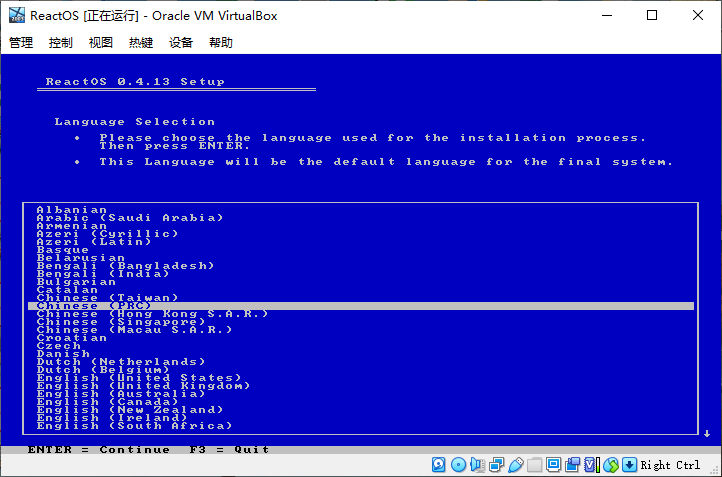 ReactOS [正在运行] - Oracle VM VirtualBox
管理 控制 视图 热键 设备 帮助
ReactOS 0.4.13 Setup
Language Selection
• Please choose the language used for the installation process.
Then press ENTER.
• This Language will be the default language for the final system.
Albanian
Arabic (Saudi Arabia)
Armenian
Azeri (Cyrillic)
Azeri (Latin)
Basque
Belarusian
Bengali (Bangladesh)
Bengali (India)
Bulgarian
Catalan
Chinese (Taiwan)
Chinese (PRC)
Chinese (Hong Kong S.A.R.)
Chinese (Singapore)
Chinese (Macau S.A.R.)
Croatian
Czech
Danish
Dutch (Netherlands)
Dutch (Belgium)
English (United States)
English (United Kingdom)
English (Australia)
English (Canada)
English (New Zealand)
English (Ireland)
English (South Africa)
ENTER = Continue F3 = Quit
Right Ctrl